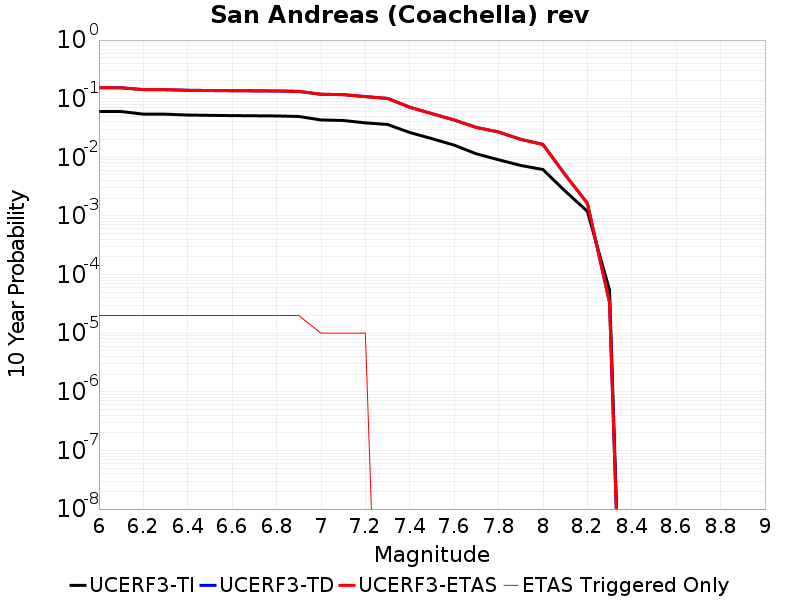 San Andreas (Coachella) rev
10^0
10^-1
10^-2
10^-3
10^-4
10^-5
10^-6
10^-7
10^-8
10 Year Probability
6 6.2 6.4 6.6 6.8 7 7.2 7.4 7.6 7.8 8 8.2 8.4 8.6 8.8 9
Magnitude
UCERF3-TI UCERF3-TD UCERF3-ETAS ETAS Triggered Only